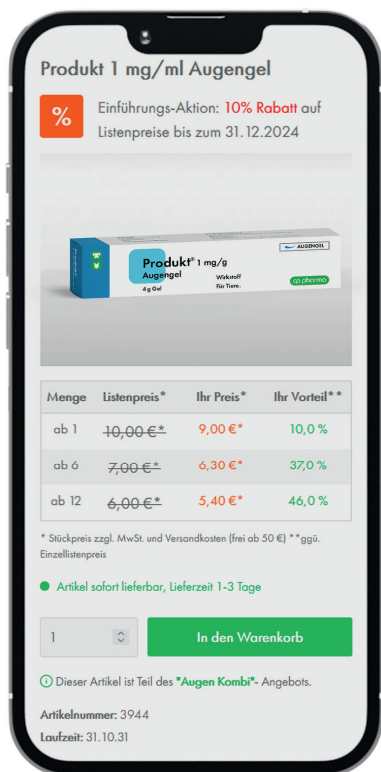 Produkt 1 mg/ml Augengel
% Einführungs-Aktion: 10% Rabatt auf
Listenpreise bis zum 31.12.2024
AUGENGEL
Produkt® 1 mg/g
Augengel
Wirkstoff
4 g Gel
Für Tiere.
cp pharma
Menge Listenpreis* Ihr Preis* Ihr Vorteil**
ab 1 10,00 €* 9,00 €* 10,0 %
ab 6 7,00 €* 6,30 €* 37,0 %
ab 12 6,00 €* 5,40 €* 46,0 %
* Stückpreis zzgl. MwSt. und Versandkosten (frei ab 50 €) **ggü.
Einzellistenpreis
Artikel sofort lieferbar, Lieferzeit 1-3 Tage
1 In den Warenkorb
Dieser Artikel ist Teil des "Augen Kombi"- Angebots.
Artikelnummer: 3944
Laufzeit: 31.10.31